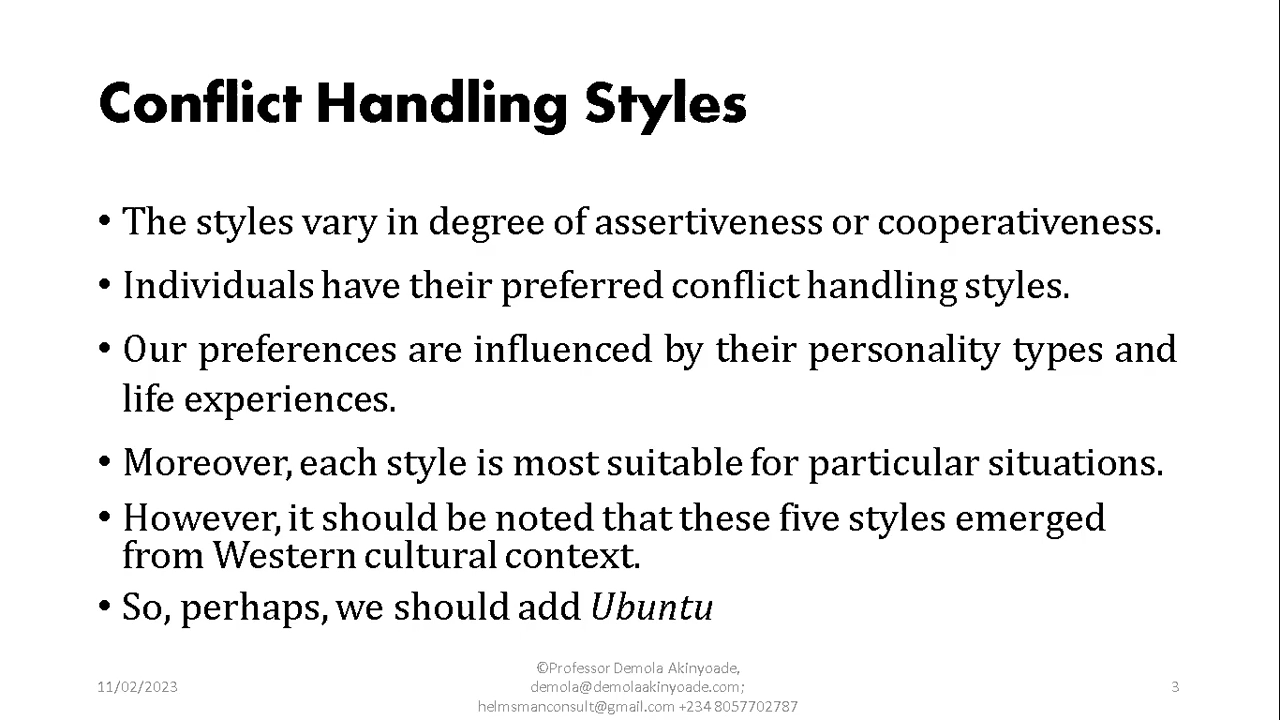 Conflict Handling Styles
• The styles vary in degree of assertiveness or cooperativeness.
• Individuals have their preferred conflict handling styles.
• Our preferences are influenced by their personality types and
life experiences.
• Moreover, each style is most suitable for particular situations.
• However, it should be noted that these five styles emerged
from Western cultural context.
• So, perhaps, we should add Ubuntu
©Professor Demola Akinyoade,
11/02/2023 demola@demolaakinyoade.com; 3
helmsmanconsult@gmail.com +234 8057702787